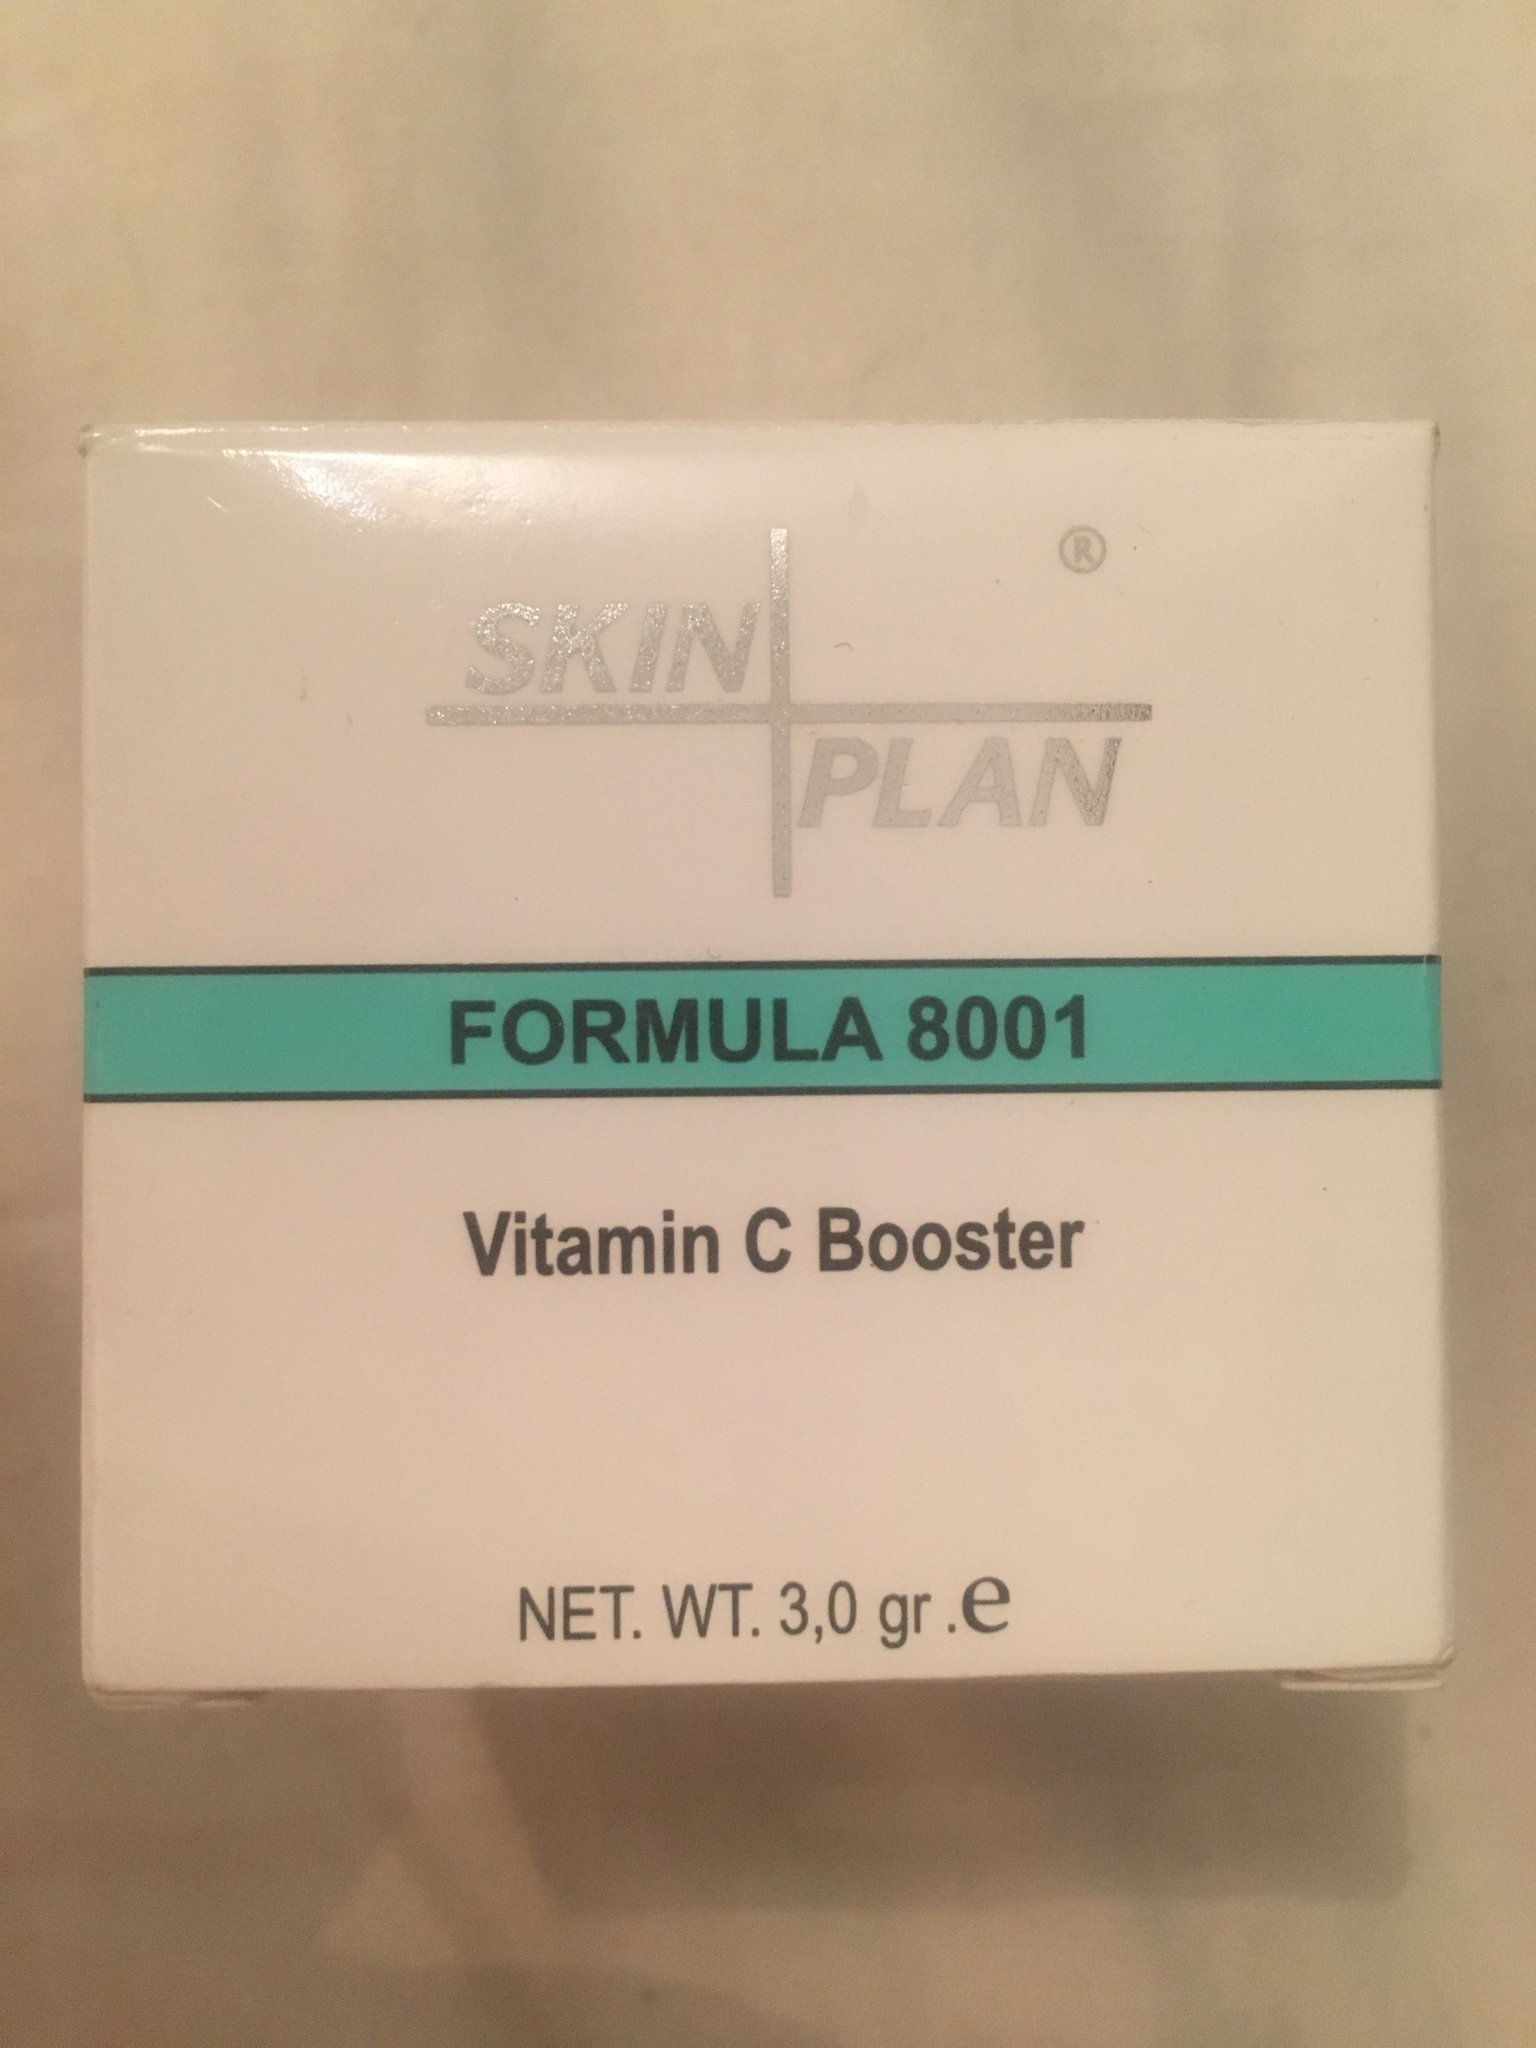 SKIN
PLAN ®
FORMULA 8001
Vitamin C Booster
NET. WT. 3,0 gr .e